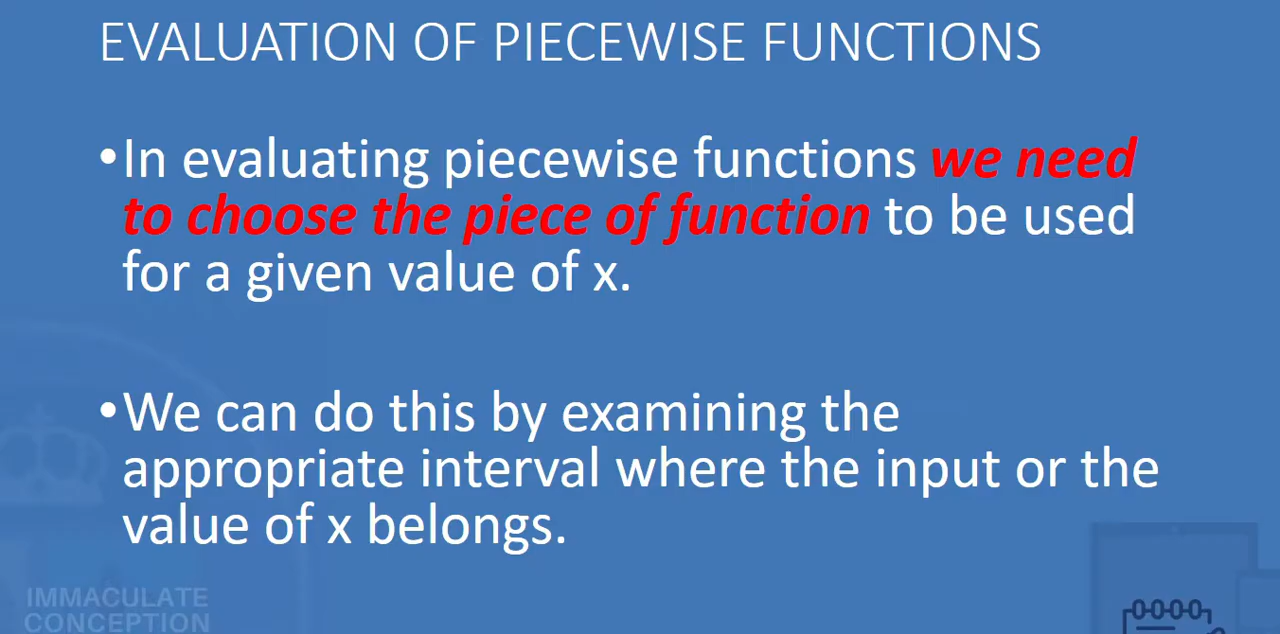 EVALUATION OF PIECEWISE FUNCTIONS
•In evaluating piecewise functions we need
to choose the piece of function to be used
for a given value of x.
•We can do this by examining the
appropriate interval where the input or the
value of x belongs.
IMMACULATE
CONCEPTION